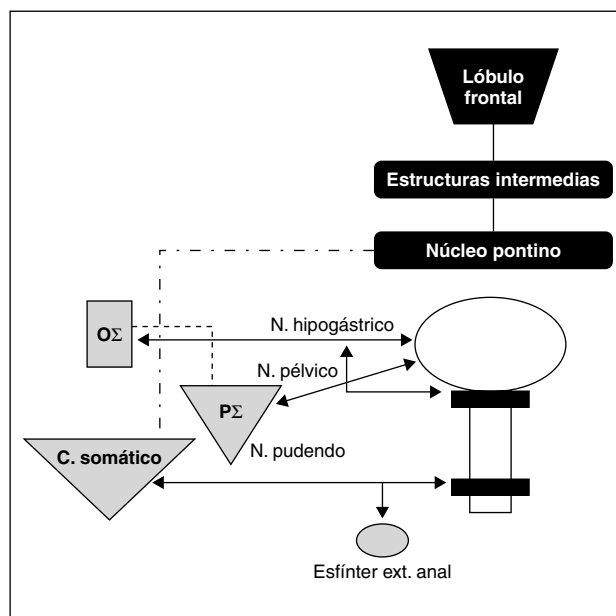 Lóbulo
frontal
Estructuras intermedias
Núcleo pontino
N. hipogástrico
OΣ
N. pélvico
PΣ
N. pudendo
C. somático
Esfínter ext. anal